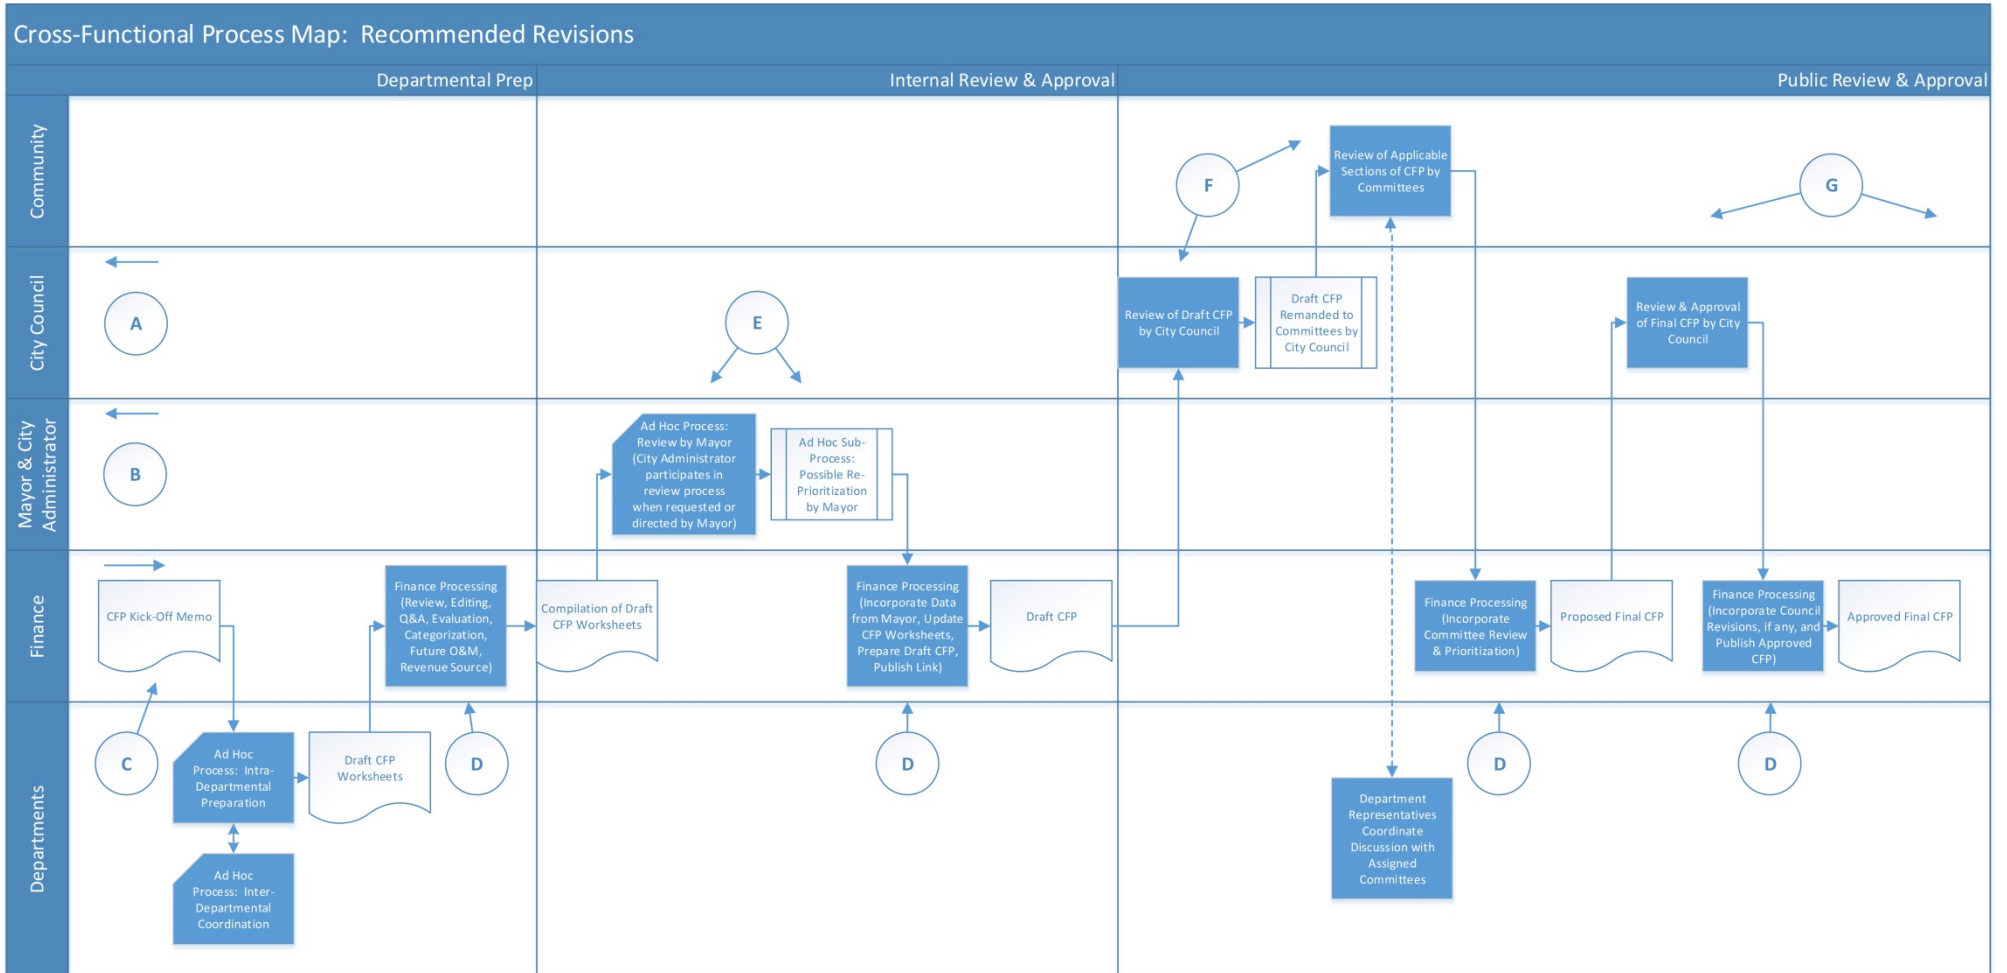 Cross-Functional Process Map:  Recommended Revisions
Departmental Prep
Internal Review & Approval
Public Review & Approval
Community
F
Review of Applicable
Sections of CFP by
Committees
G
City Council
A
E
Review of Draft CFP
by City Council
Draft CFP
Remanded to
Committees by
City Council
Review & Approval
of Final CFP by City
Council
Mayor & City
Administrator
B
Ad Hoc Process:
Review by Mayor
(City Administrator
participates in
review process
when requested or
directed by Mayor)
Ad Hoc Sub-
Process:
Possible Re-
Prioritization
by Mayor
Finance
CFP Kick-Off Memo
Finance Processing
(Review, Editing,
Q&A, Evaluation,
Categorization,
Future O&M,
Revenue Source)
Compilation of Draft
CFP Worksheets
Finance Processing
(Incorporate Data
from Mayor, Update
CFP Worksheets,
Prepare Draft CFP,
Publish Link)
Draft CFP
Finance Processing
(Incorporate
Committee Review
& Prioritization)
Proposed Final CFP
Finance Processing
(Incorporate Council
Revisions, if any, and
Publish Approved
CFP)
Approved Final CFP
Departments
C
Ad Hoc
Process:  Intra-
Departmental
Preparation
Draft CFP
Worksheets
D
D
D
D
Ad Hoc
Process:  Inter-
Departmental
Coordination
Department
Representatives
Coordinate
Discussion with
Assigned
Committees